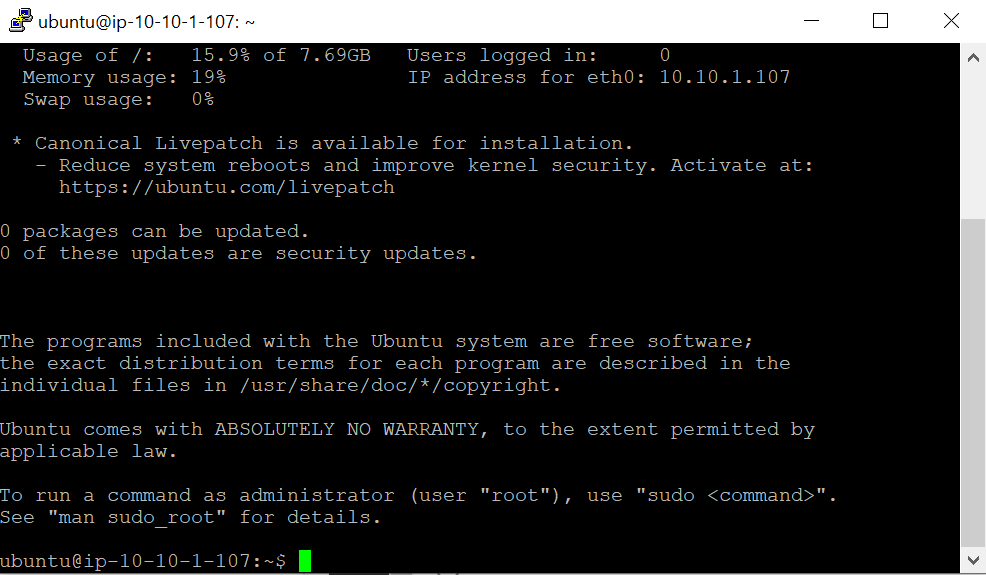 ubuntu@ip-10-10-1-107: ~
Usage of /: 15.9% of 7.69GB Users logged in: 0
Memory usage: 19% IP address for eth0: 10.10.1.107
Swap usage: 0%
* Canonical Livepatch is available for installation.
- Reduce system reboots and improve kernel security. Activate at:
https://ubuntu.com/livepatch
0 packages can be updated.
0 of these updates are security updates.
The programs included with the Ubuntu system are free software;
the exact distribution terms for each program are described in the
individual files in /usr/share/doc/*/copyright.
Ubuntu comes with ABSOLUTELY NO WARRANTY, to the extent permitted by
applicable law.
To run a command as administrator (user "root"), use "sudo <command>".
See "man sudo_root" for details.
ubuntu@ip-10-10-1-107:~$